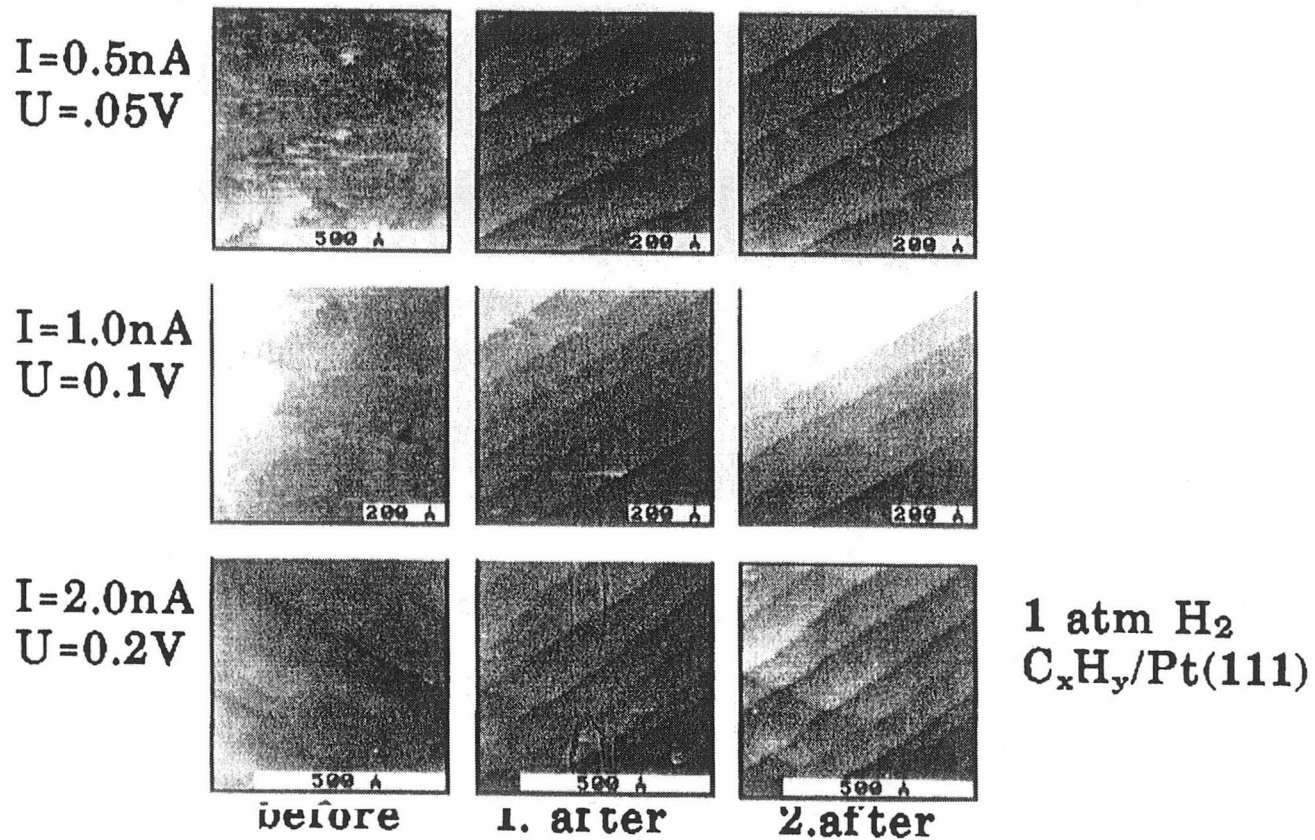 I=0.5nA
U=.05V
500 Å
200 Å
200 Å
I=1.0nA
U=0.1V
200 Å
200 Å
200 Å
I=2.0nA
U=0.2V
500 Å
500 Å
500 Å
1 atm H₂
CₓHᵧ/Pt(111)
before
1. after
2.after